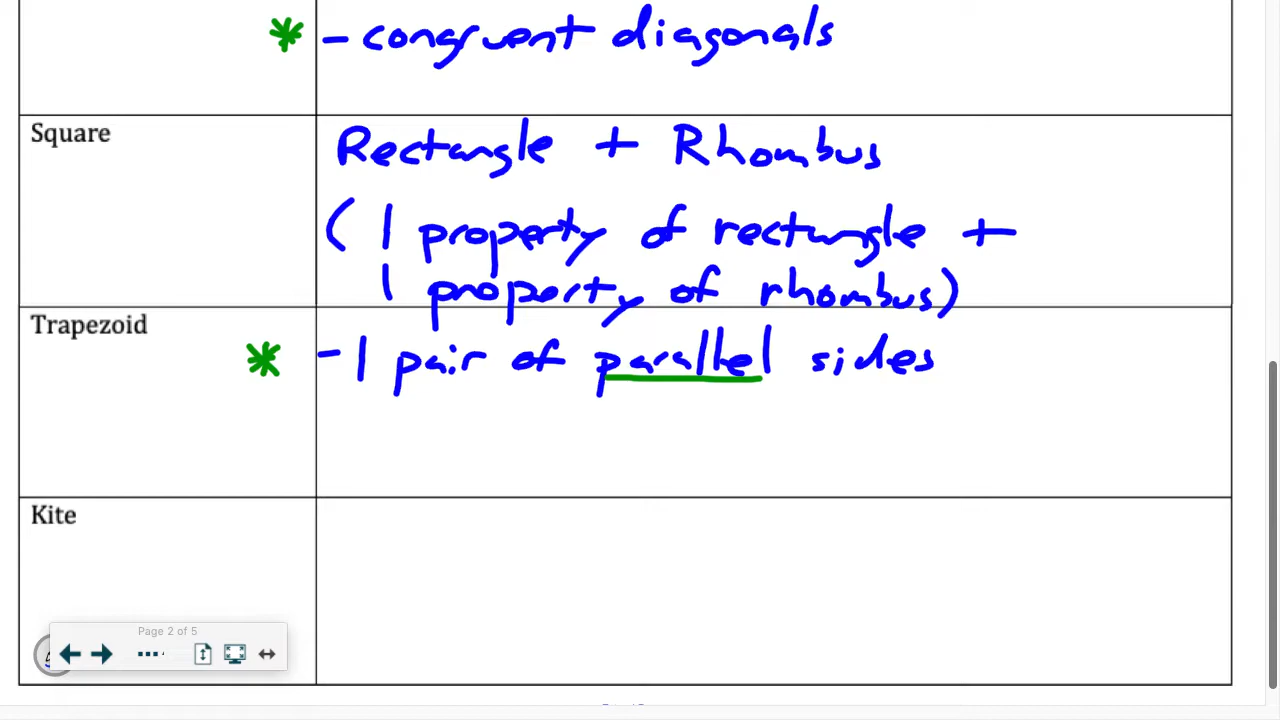 * - congruent diagonals
Square
Rectangle + Rhombus
( 1 property of rectangle +
1 property of rhombus)
Trapezoid
* - 1 pair of parallel sides
Kite
Page 2 of 5